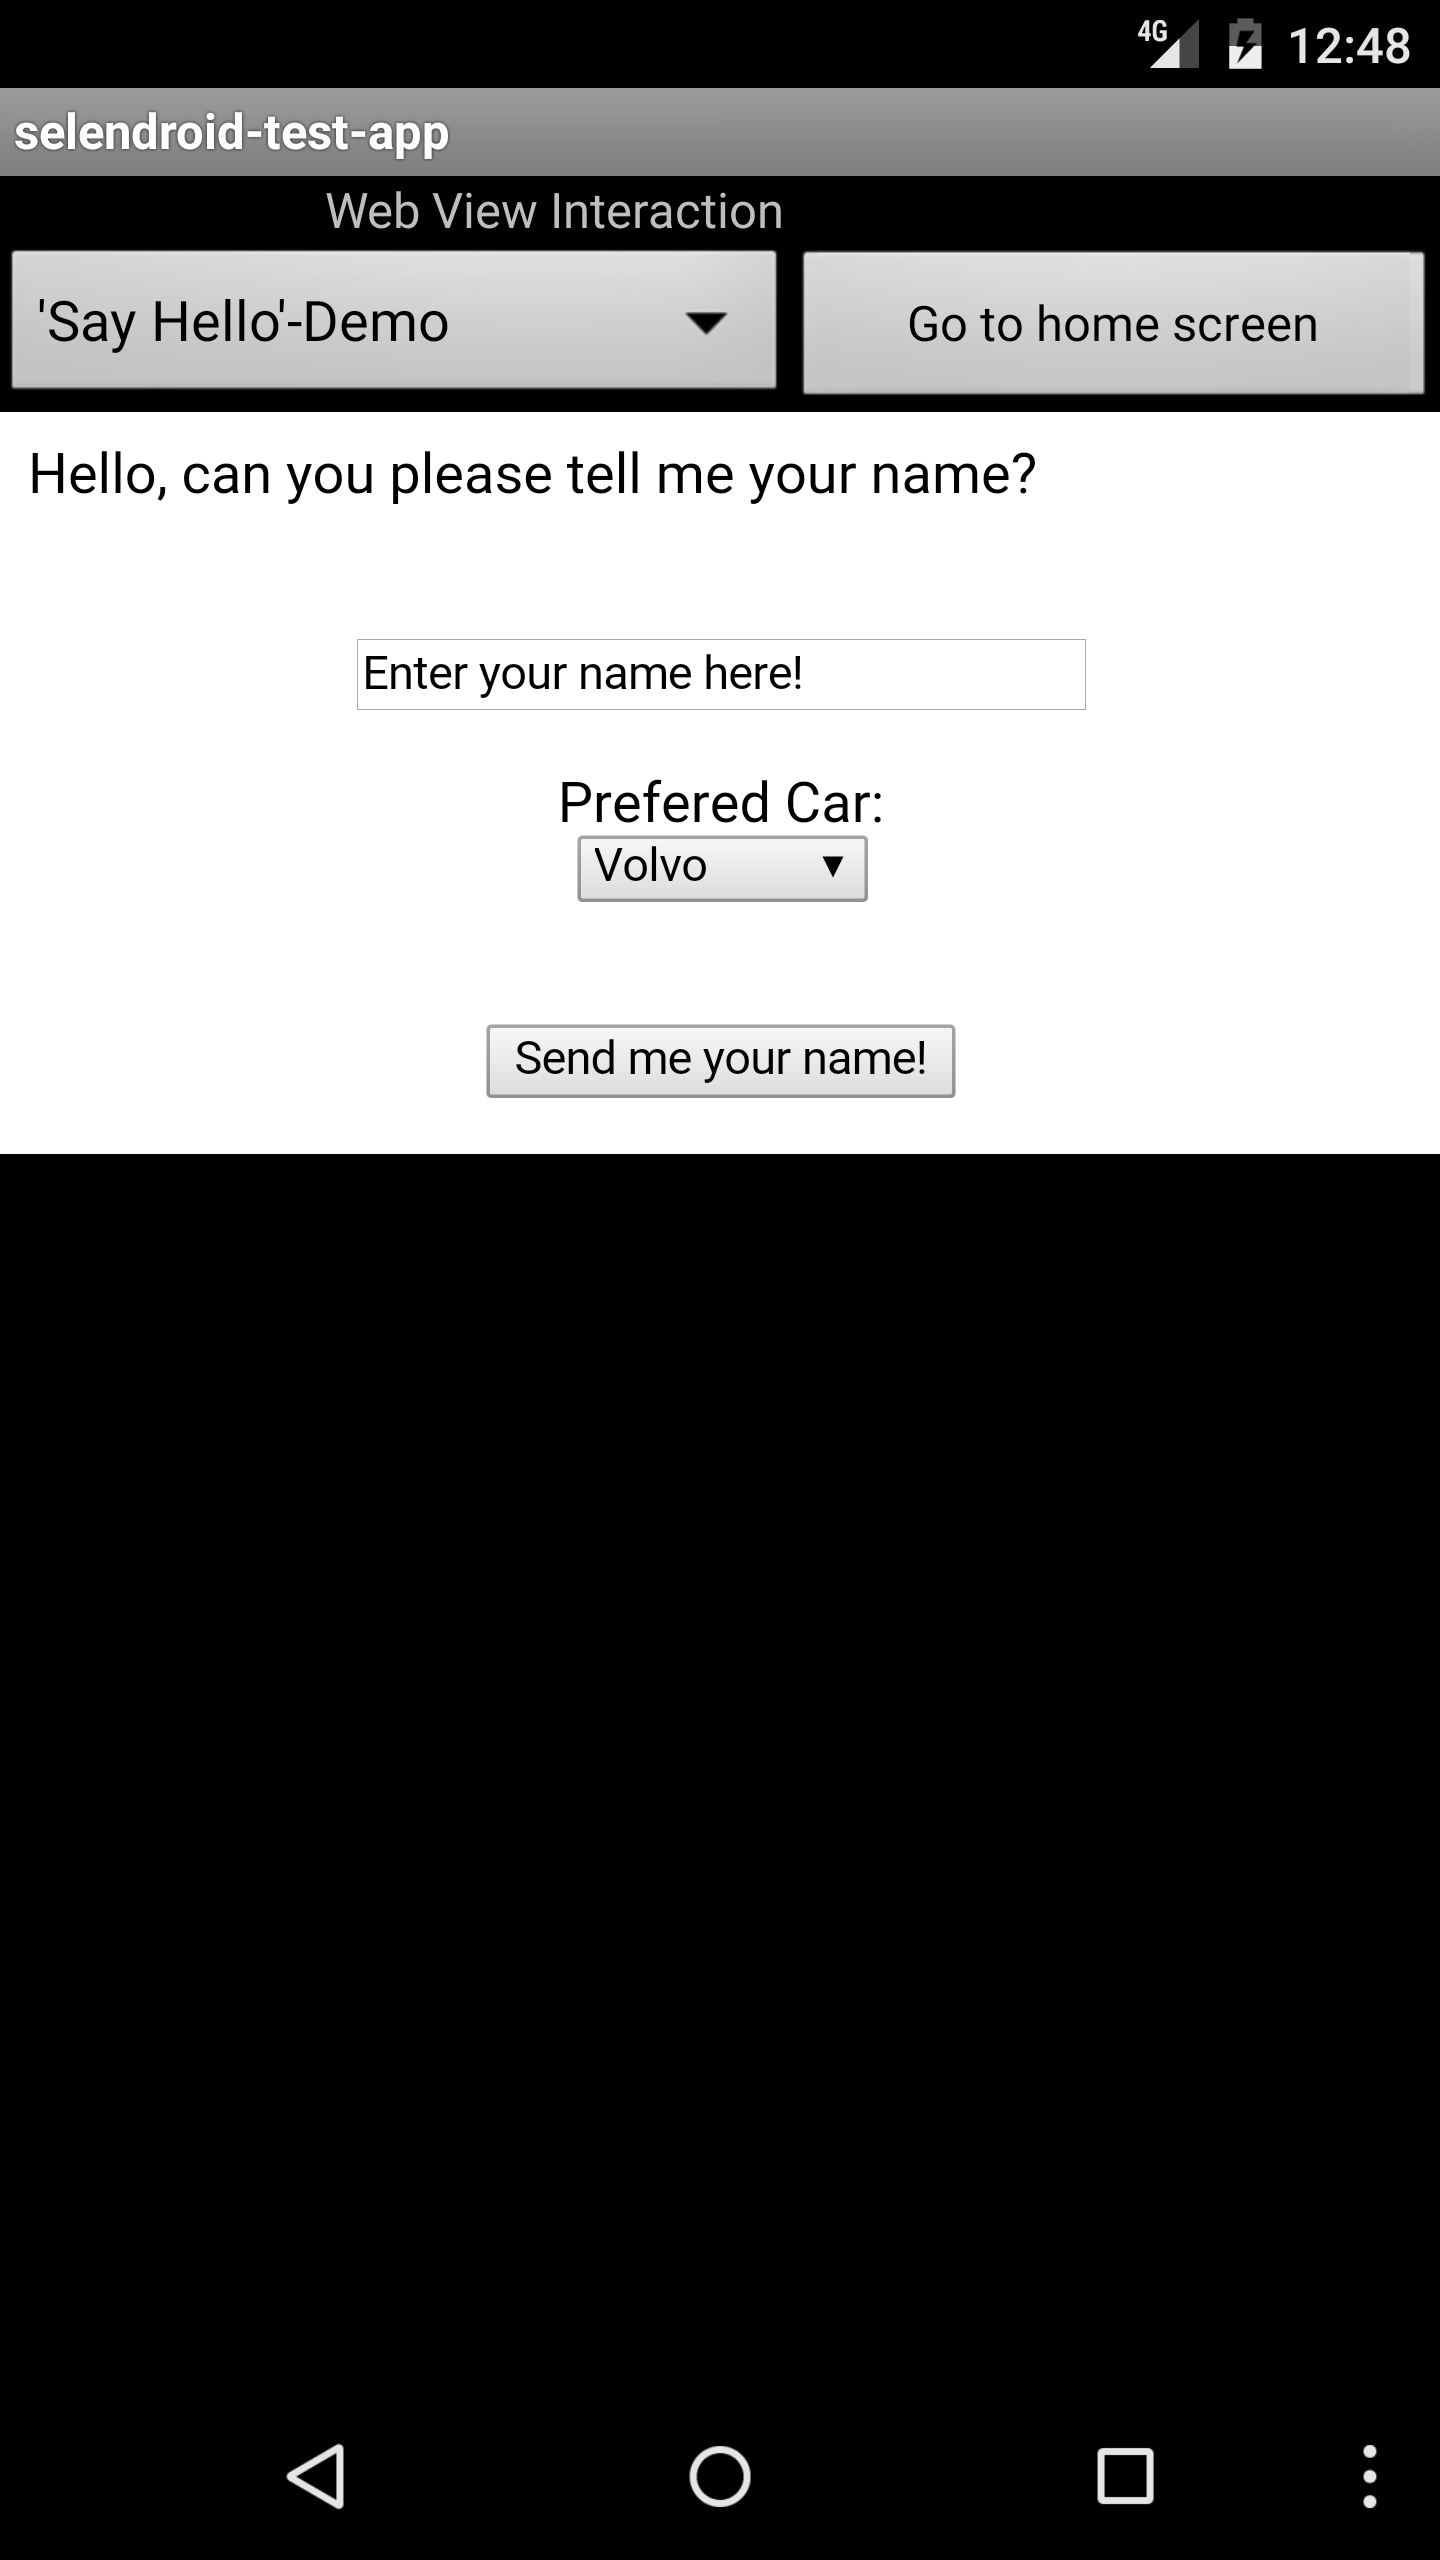 4G 12:48
selendroid-test-app
Web View Interaction
'Say Hello'-Demo
Go to home screen
Hello, can you please tell me your name?
Enter your name here!
Prefered Car:
Volvo
Send me your name!